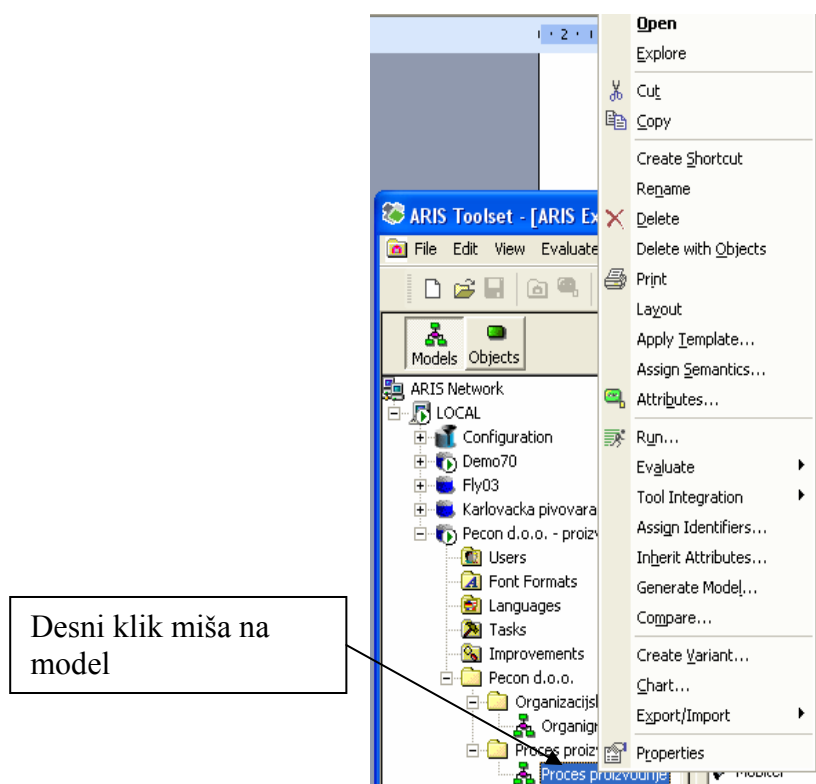 2
Open
Explore
Cut
Copy
Create Shortcut
Rename
Delete
Delete with Objects
Print
Layout
Apply Template...
Assign Semantics...
Attributes...
Run...
Evaluate
Tool Integration
Assign Identifiers...
Inherit Attributes...
Generate Model...
Compare...
Create Variant...
Chart...
Export/Import
Properties
ARIS Toolset - [ARIS Ex
File Edit View Evaluate
Models Objects
ARIS Network
LOCAL
Configuration
Demo70
Fly03
Karlovacka pivovara
Pecon d.o.o. - proizv
Users
Font Formats
Languages
Tasks
Improvements
Pecon d.o.o.
Organizacijs
Organigr
Proces proizv
Proces proizvodnje
Desni klik miša na
model